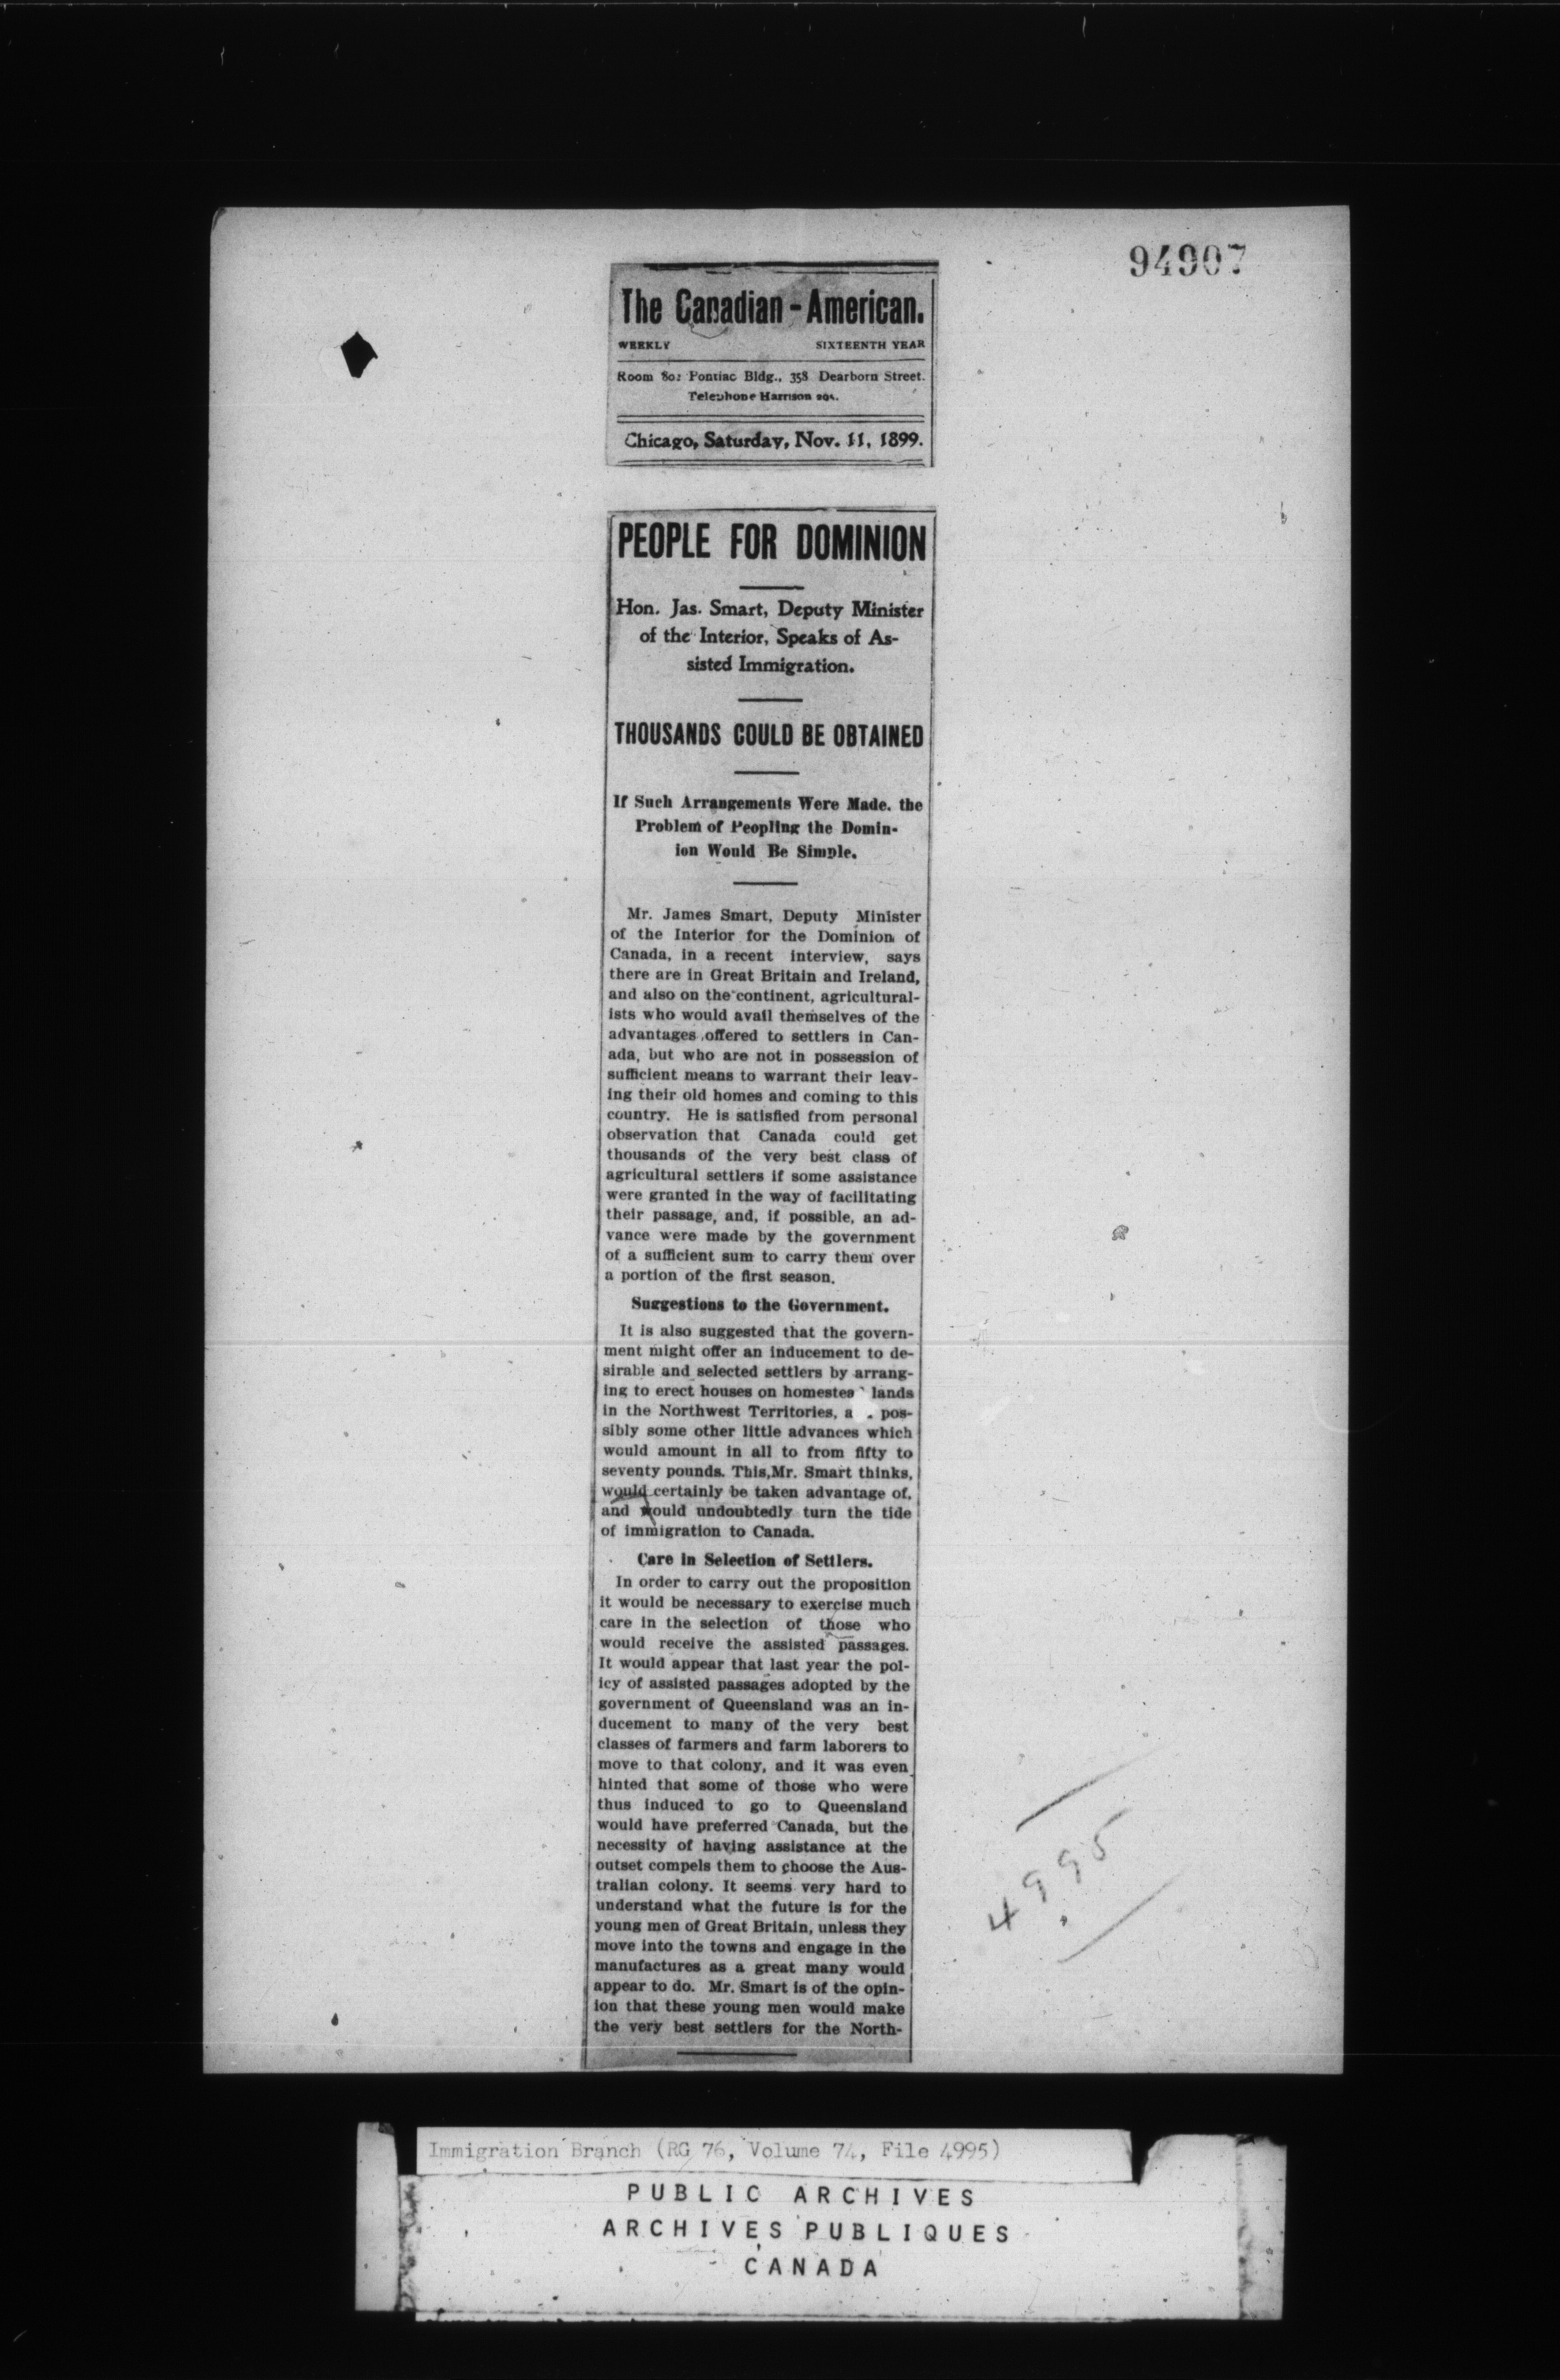 94907
The Canadian-American.
WEEKLY SIXTEENTH YEAR
Room 802 Pontiac Bldg., 358 Dearborn Street.
Telephone Harrison
Chicago, Saturday, Nov. 11, 1899.
PEOPLE FOR DOMINION
Hon. Jas. Smart, Deputy Minister
of the Interior, Speaks of As-
sisted Immigration.
THOUSANDS COULD BE OBTAINED
If Such Arrangements Were Made, the
Problem of Peopling the Domin-
ion Would Be Simple.
Mr. James Smart, Deputy Minister
of the Interior for the Dominion of
Canada, in a recent interview, says
there are in Great Britain and Ireland,
and also on the continent, agricultural-
ists who would avail themselves of the
advantages offered to settlers in Can-
ada, but who are not in possession of
sufficient means to warrant their leav-
ing their old homes and coming to this
country. He is satisfied from personal
observation that Canada could get
thousands of the very best class of
agricultural settlers if some assistance
were granted in the way of facilitating
their passage, and, if possible, an ad-
vance were made by the government
of a sufficient sum to carry them over
a portion of the first season.
Suggestions to the Government.
It is also suggested that the govern-
ment might offer an inducement to de-
sirable and selected settlers by arrang-
ing to erect houses on homestea lands
in the Northwest Territories, a pos-
sibly some other little advances which
would amount in all to from fifty to
seventy pounds. This, Mr. Smart thinks,
would certainly be taken advantage of,
and would undoubtedly turn the tide
of immigration to Canada.
Care in Selection of Settlers.
In order to carry out the proposition
it would be necessary to exercise much
care in the selection of those who
would receive the assisted passages.
It would appear that last year the pol-
icy of assisted passages adopted by the
government of Queensland was an in-
ducement to many of the very best
classes of farmers and farm laborers to
move to that colony, and it was even
hinted that some of those who were
thus induced to go to Queensland
would have preferred Canada, but the
necessity of having assistance at the
outset compels them to choose the Aus-
tralian colony. It seems very hard to
understand what the future is for the
young men of Great Britain, unless they
move into the towns and engage in the
manufactures as a great many would
appear to do. Mr. Smart is of the opin-
ion that these young men would make
the very best settlers for the North-
4995
Immigration Branch (RG 76, Volume 74, File 4995)
PUBLIC ARCHIVES
ARCHIVES PUBLIQUES
CANADA